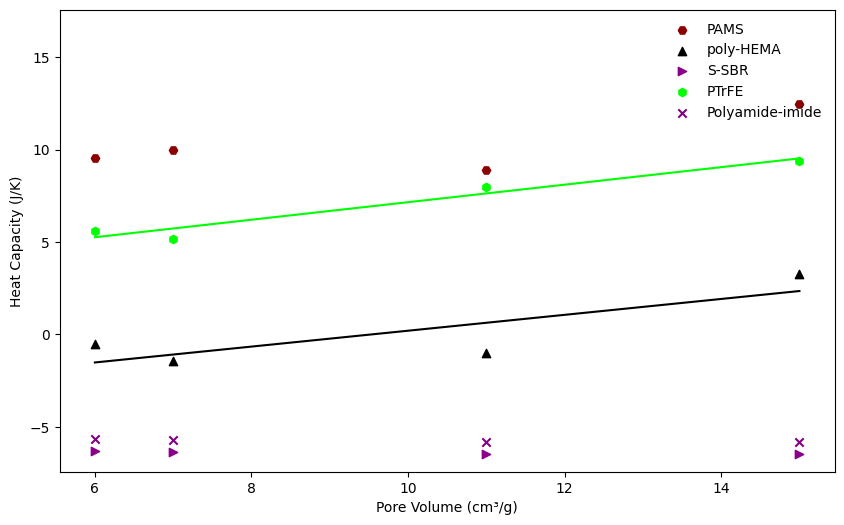 PAMS
poly-HEMA
S-SBR
PTrFE
Polyamide-imide
15
10
5
0
−5
Heat Capacity (J/K)
6 8 10 12 14
Pore Volume (cm³/g)